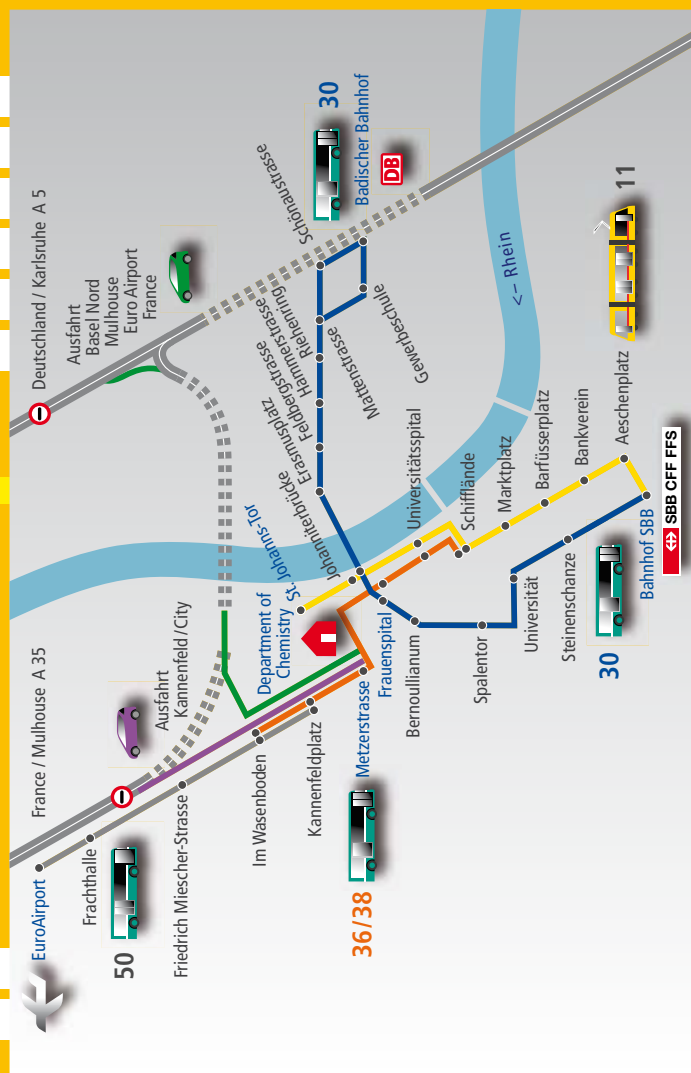 EuroAirport
France / Mulhouse  A 35
Deutschland / Karlsruhe  A 5
Frachthalle
50
Friedrich Miescher-Strasse
Ausfahrt
Kannenfeld/City
Ausfahrt
Basel Nord
Mulhouse
Euro Airport
France
Im Wasenboden
Kannenfeldplatz
Department of
Chemistry
St. Johanns-Tor
Johanniterbrücke
Erasmusplatz
Feldbergstrasse
Hammerstrasse
Riehenring
Schönaustrasse
30
Badischer Bahnhof
DB
Mattenstrasse
Gewerbeschule
36/38
Metzerstrasse
Frauenspital
Bernoullianum
Universitätsspital
Schifflände
Marktplatz
Barfüsserplatz
Bankverein
Aeschenplatz
11
<– Rhein
Spalentor
Universität
Steinenschanze
30
Bahnhof SBB
SBB CFF FFS